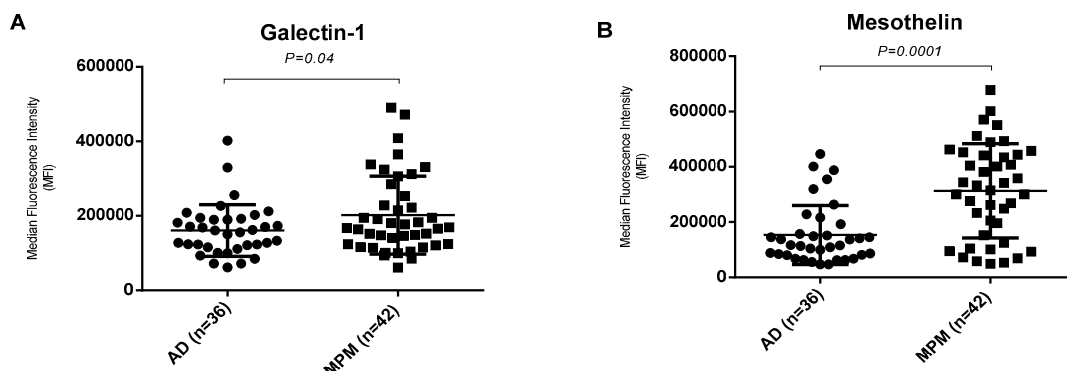 A
Galectin-1
P=0.04
600000
400000
200000
0
Median Fluorescence Intensity
(MFI)
AD (n=36)
MPM (n=42)
B
Mesothelin
P=0.0001
800000
600000
400000
200000
0
Median Fluorescence Intensity
(MFI)
AD (n=36)
MPM (n=42)